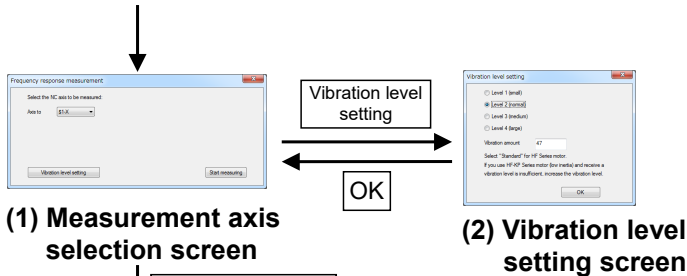 Frequency response measurement
Select the NC axis to be measured:
Axis to $1-X
Vibration level setting
Start measuring
(1) Measurement axis
selection screen
Vibration level
setting
OK
Vibration level setting
Level 1 (small)
Level 2 (normal)
Level 3 (medium)
Level 4 (large)
Vibration amount 47
Select "Standard" for HF Series motor.
If you use HF-KP Series motor (low inertia) and receive a
vibration level is insufficient, increase the vibration level.
OK
(2) Vibration level
setting screen